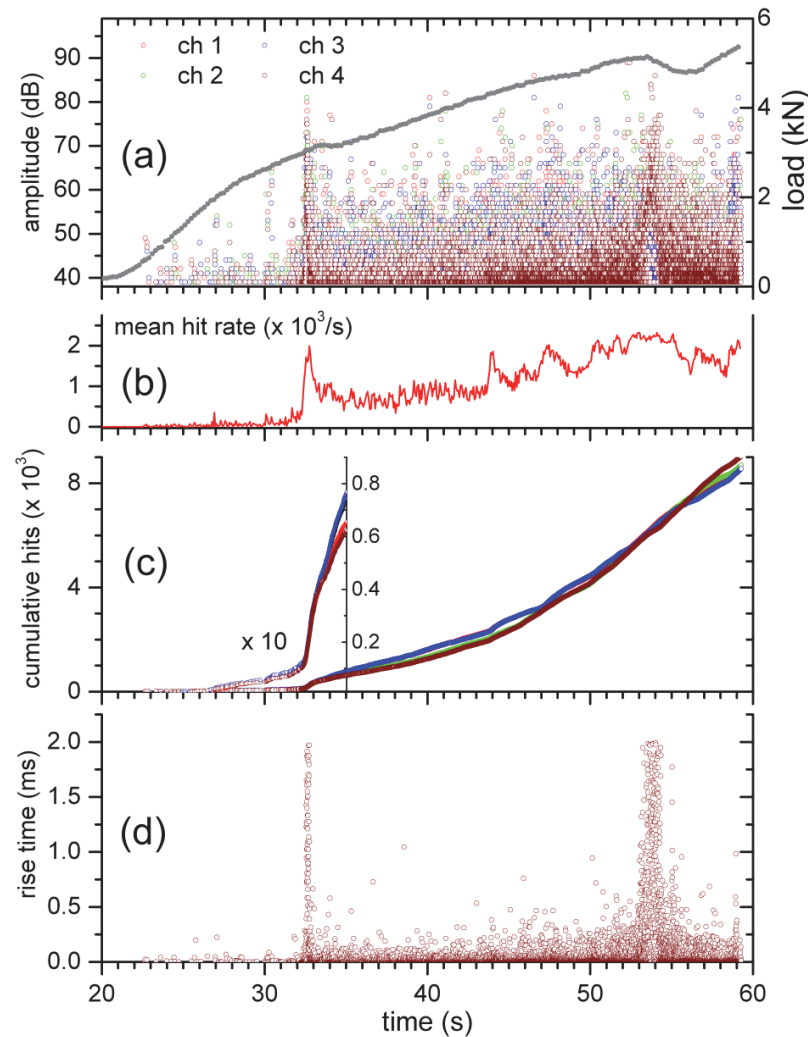 ch 1 ch 3
ch 2 ch 4
(a)
amplitude (dB)
90
80
70
60
50
40
load (kN)
6
4
2
0
mean hit rate (x 10³/s)
(b)
2
1
0
cumulative hits (x 10³)
(c)
8
4
0
x 10
0.8
0.6
0.4
0.2
rise time (ms)
(d)
2.0
1.5
1.0
0.5
0.0
20 30 40 50 60
time (s)